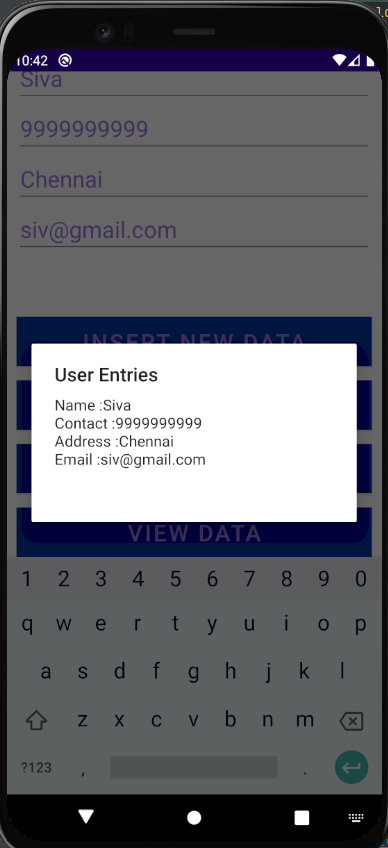 10:42
Siva
9999999999
Chennai
siv@gmail.com
INSERT NEW DATA
User Entries
Name :Siva
Contact :9999999999
Address :Chennai
Email :siv@gmail.com
VIEW DATA
1 2 3 4 5 6 7 8 9 0
q w e r t y u i o p
a s d f g h j k l
z x c v b n m
?123 , .